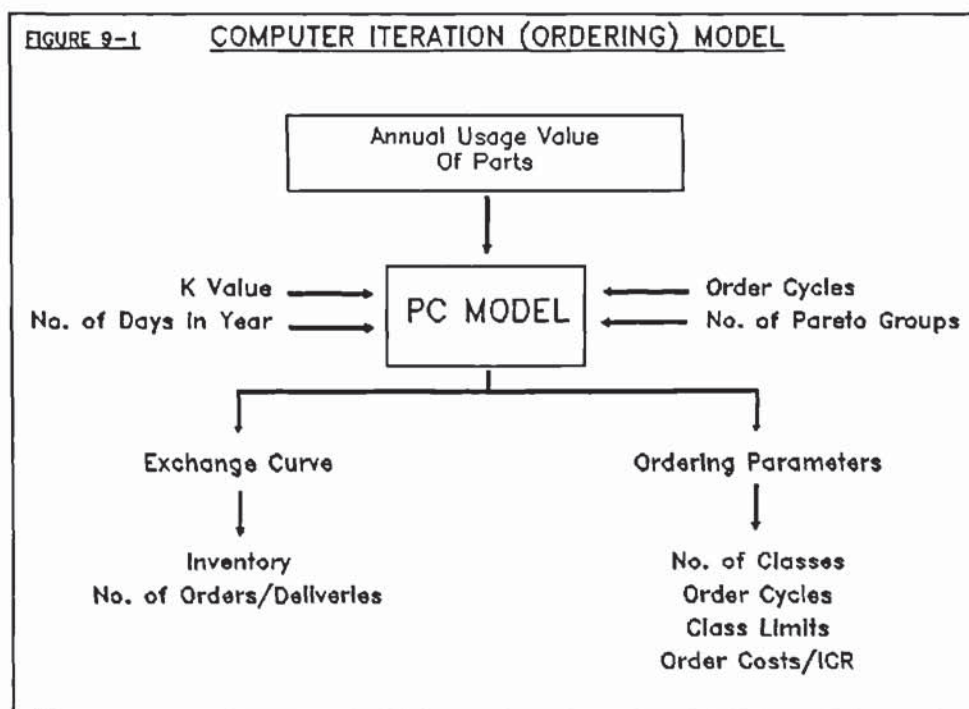 FIGURE 9-1
COMPUTER ITERATION (ORDERING) MODEL
Annual Usage Value
Of Parts
K Value
No. of Days in Year
PC MODEL
Order Cycles
No. of Pareto Groups
Exchange Curve
Ordering Parameters
Inventory
No. of Orders/Deliveries
No. of Classes
Order Cycles
Class Limits
Order Costs/ICR